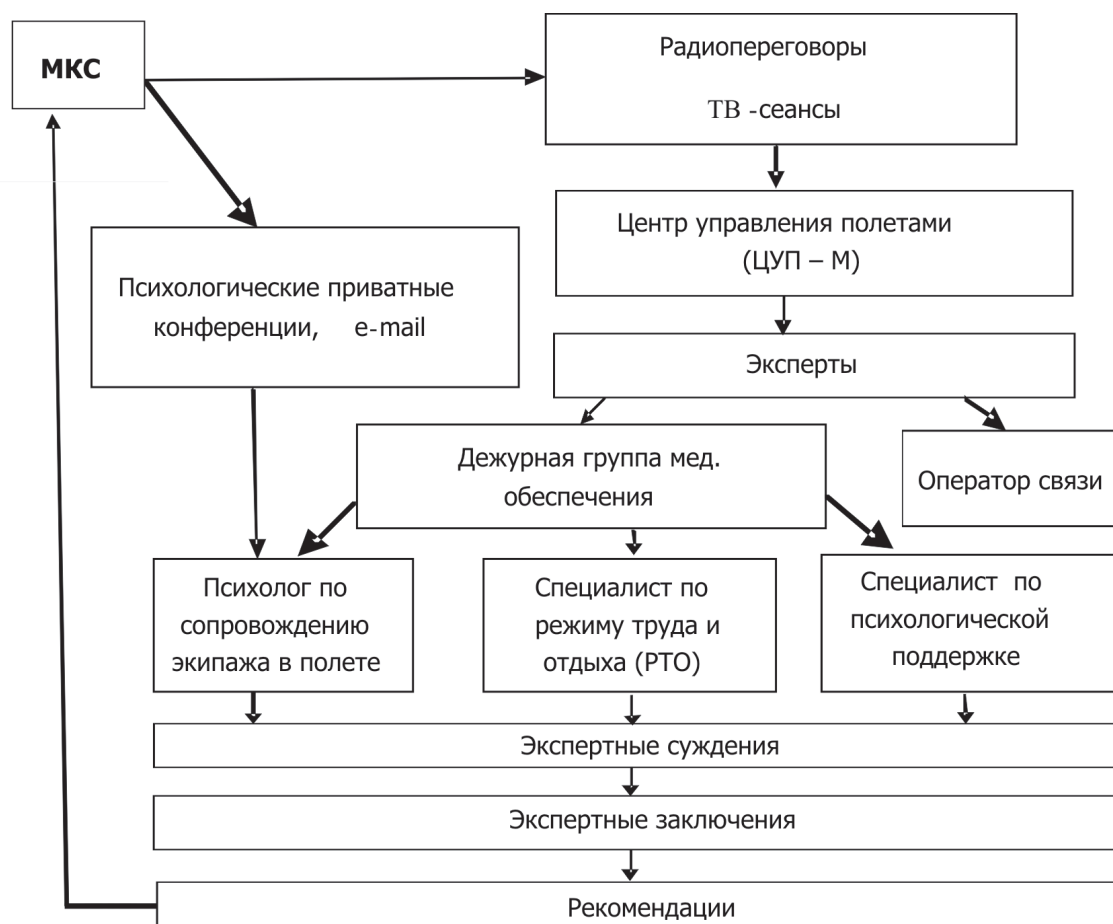 МКС
Радиопереговоры
ТВ -сеансы
Центр управления полетами
(ЦУП – М)
Психологические приватные
конференции, e-mail
Эксперты
Дежурная группа мед.
обеспечения
Оператор связи
Психолог по
сопровождению
экипажа в полете
Специалист по
режиму труда и
отдыха (РТО)
Специалист по
психологической
поддержке
Экспертные суждения
Экспертные заключения
Рекомендации